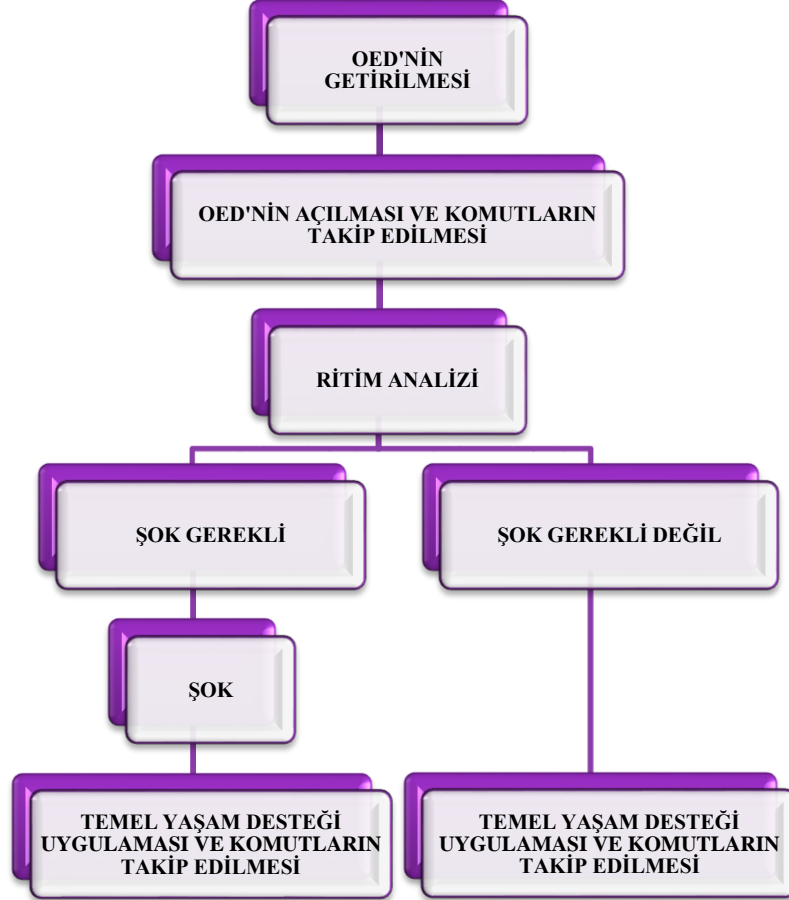 OED'NİN
GETİRİLMESİ
OED'NİN AÇILMASI VE KOMUTLARIN
TAKİP EDİLMESİ
RİTİM ANALİZİ
ŞOK GEREKLİ
ŞOK GEREKLİ DEĞİL
ŞOK
TEMEL YAŞAM DESTEĞİ
UYGULAMASI VE KOMUTLARIN
TAKİP EDİLMESİ
TEMEL YAŞAM DESTEĞİ
UYGULAMASI VE KOMUTLARIN
TAKİP EDİLMESİ